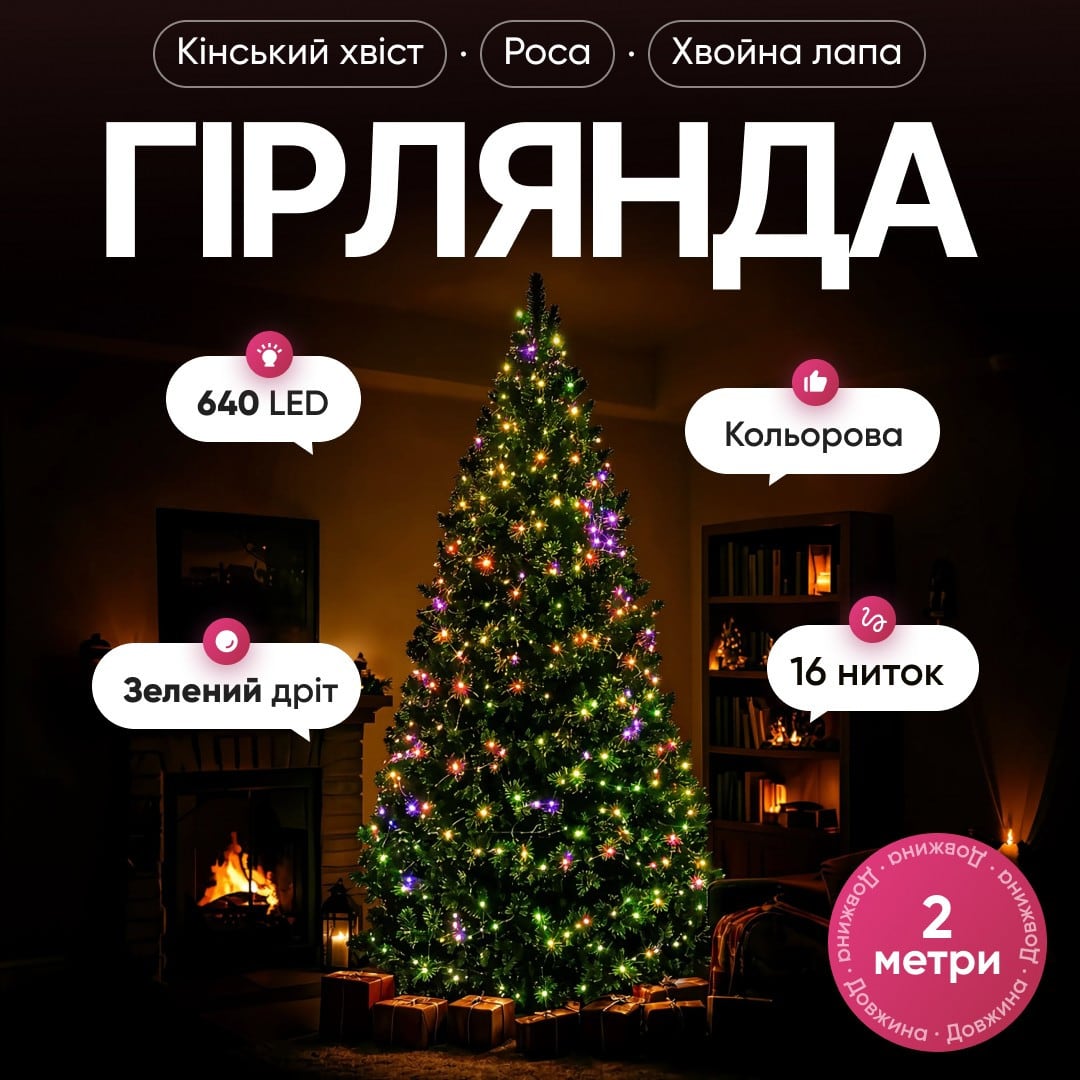 Кінський хвіст · Роса · Хвойна лапа
ГІРЛЯНДА
640 LED
Кольорова
Зелений дріт
16 ниток
2
метри
Довжина · Довжина · Довжина · Довжина · Довжина ·